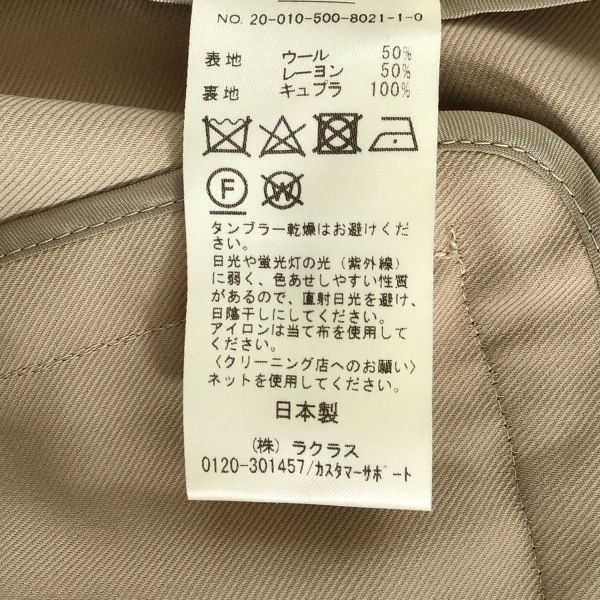 NO. 20-010-500-8021-1-0
表地 ウール 50%
レーヨン 50%
裏地 キュプラ 100%
F W
タンブラー乾燥はお避けくだ
さい。
日光や蛍光灯の光（紫外線）
に弱く、色あせしやすい性質
があるので、直射日光を避け、
日陰干しにしてください。
アイロンは当て布を使用して
ください。
〈クリーニング店へのお願い〉
ネットを使用してください。
日本製
（株）ラクラス
0120-301457/ｶｽﾀﾏｰｻﾎﾟｰﾄ